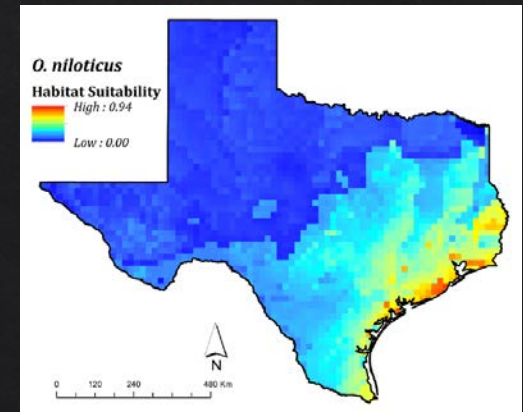 O. niloticus
Habitat Suitability
High : 0.94
Low : 0.00
N
0 120 240 480 Km